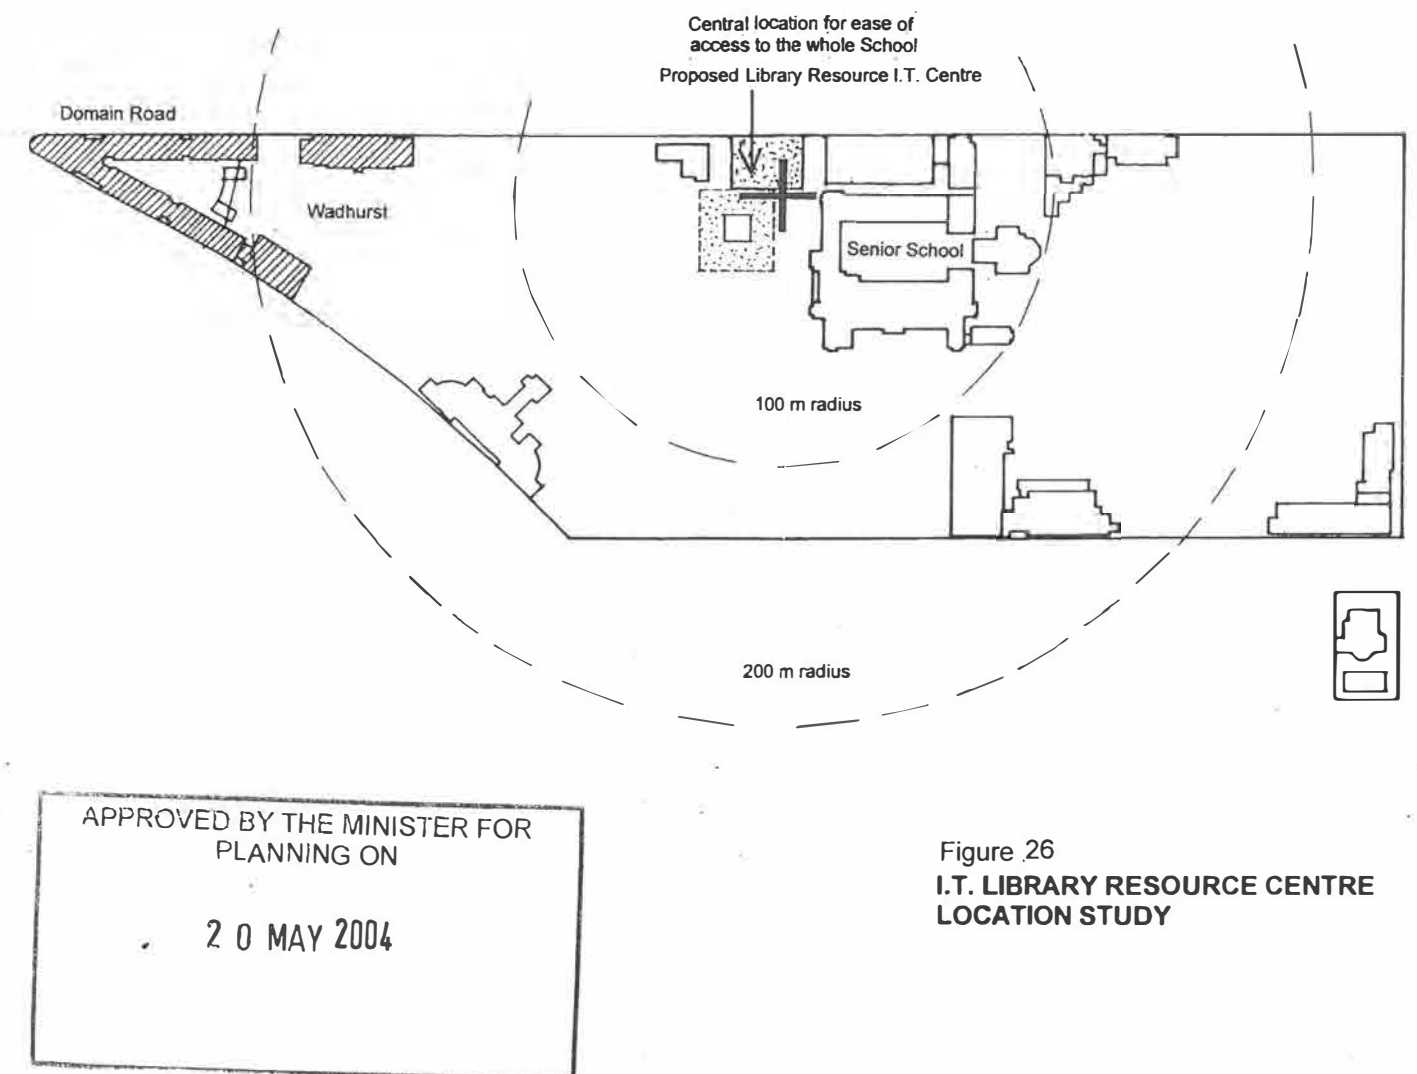 Central location for ease of
access to the whole School
Proposed Library Resource I.T. Centre
Domain Road
Wadhurst
Senior School
100 m radius
200 m radius
APPROVED BY THE MINISTER FOR
PLANNING ON
20 MAY 2004
Figure 26
I.T. LIBRARY RESOURCE CENTRE
LOCATION STUDY